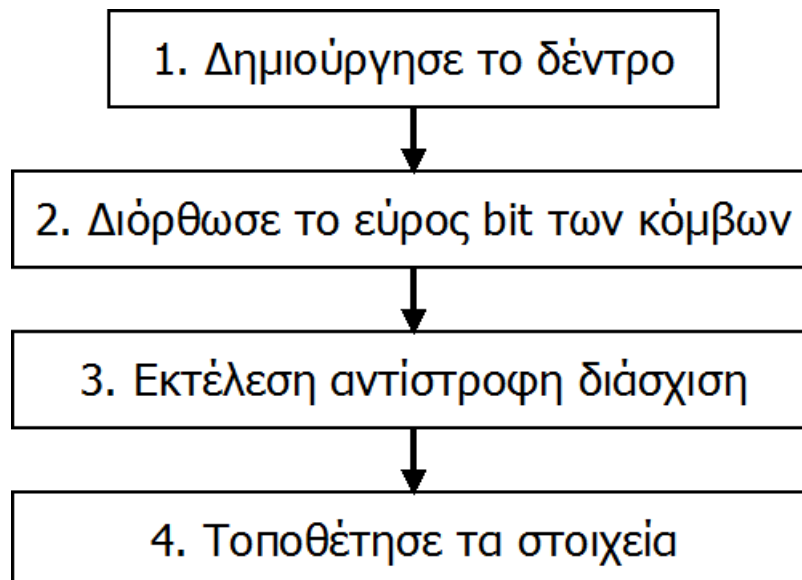 1. Δημιούργησε το δέντρο
2. Διόρθωσε το εύρος bit των κόμβων
3. Εκτέλεση αντίστροφη διάσχιση
4. Τοποθέτησε τα στοιχεία